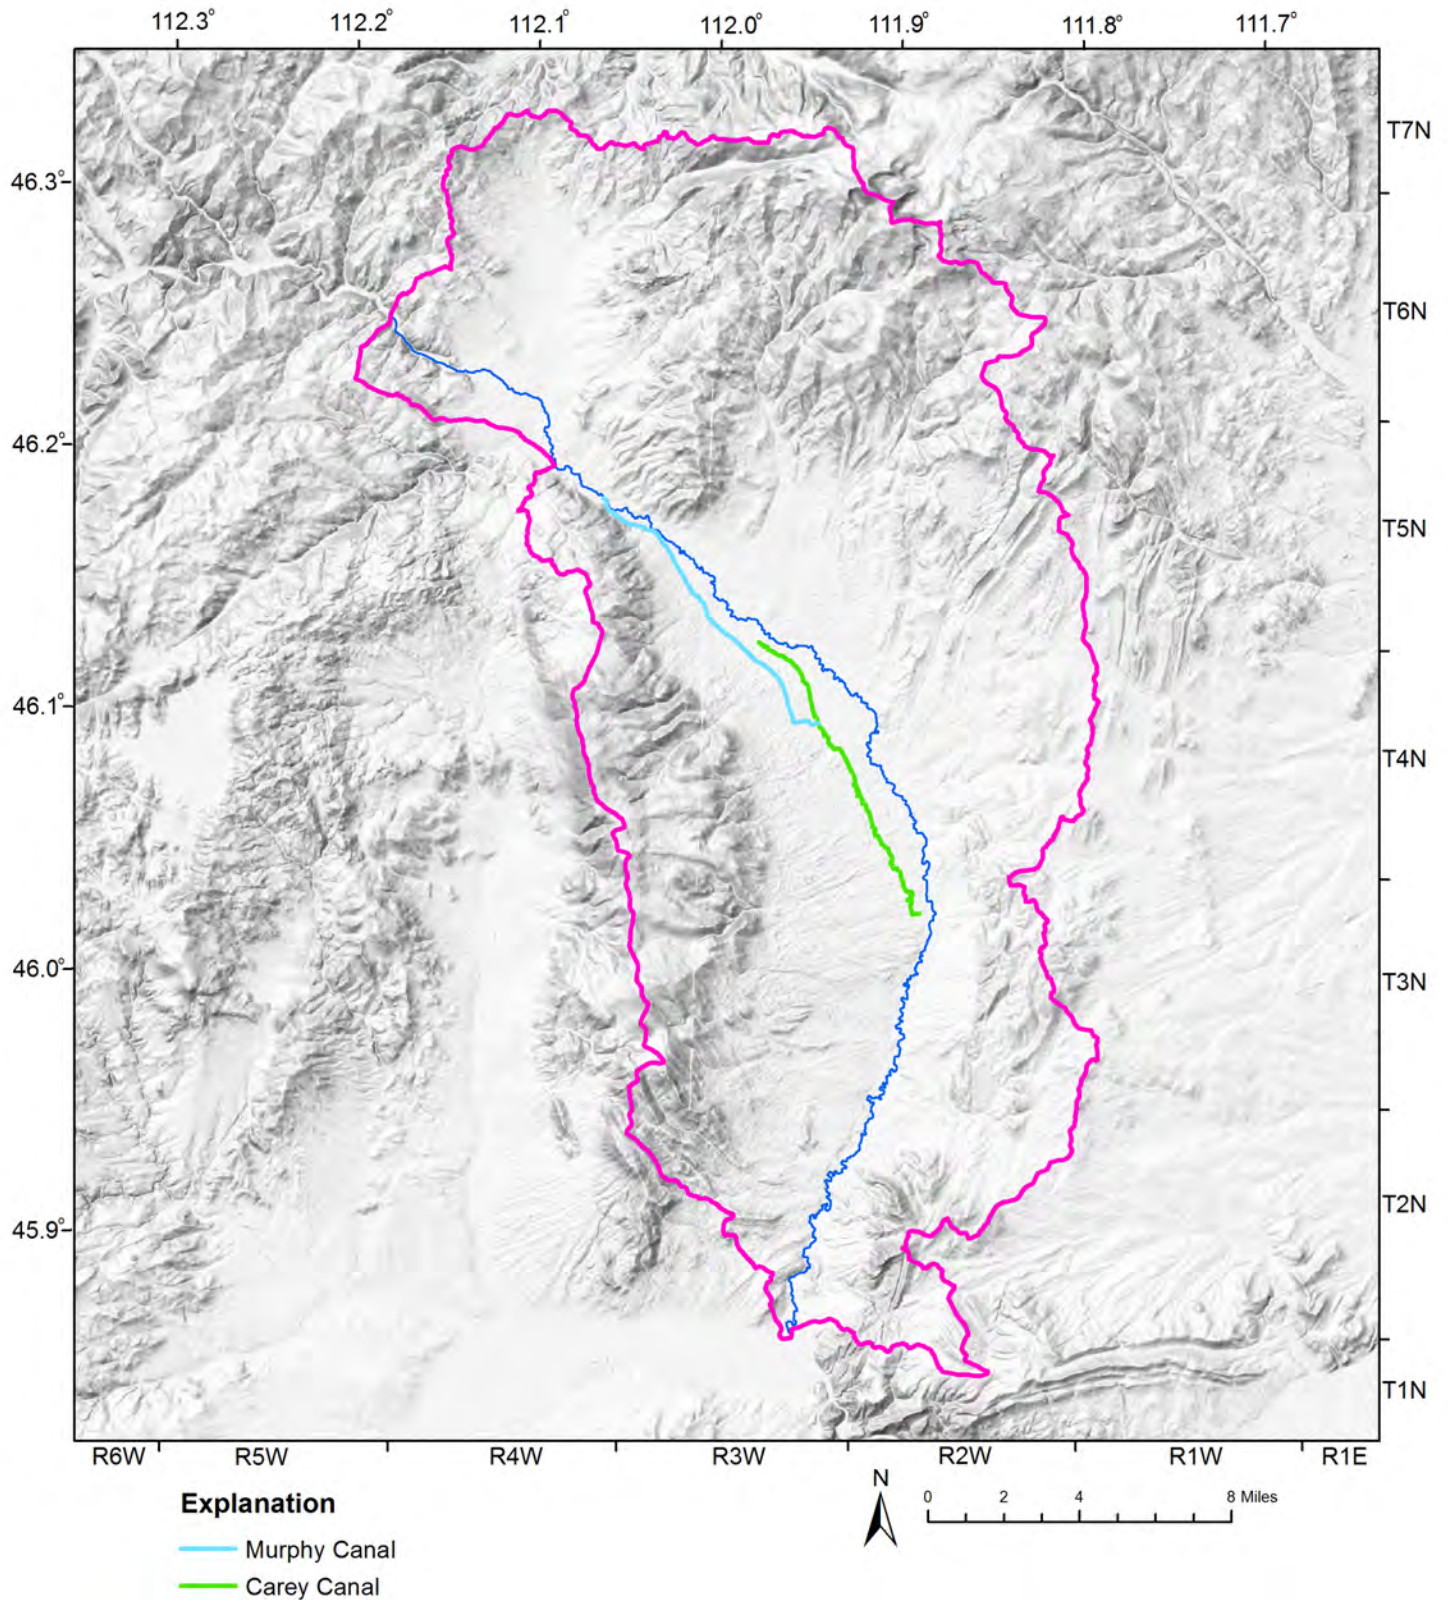 112.3° 112.2° 112.1° 112.0° 111.9° 111.8° 111.7°
T7N
46.3°
T6N
46.2°
T5N
46.1°
T4N
46.0°
T3N
45.9°
T2N
T1N
R6W R5W R4W R3W R2W R1W R1E
N
0 2 4 8 Miles
Explanation
Murphy Canal
Carey Canal